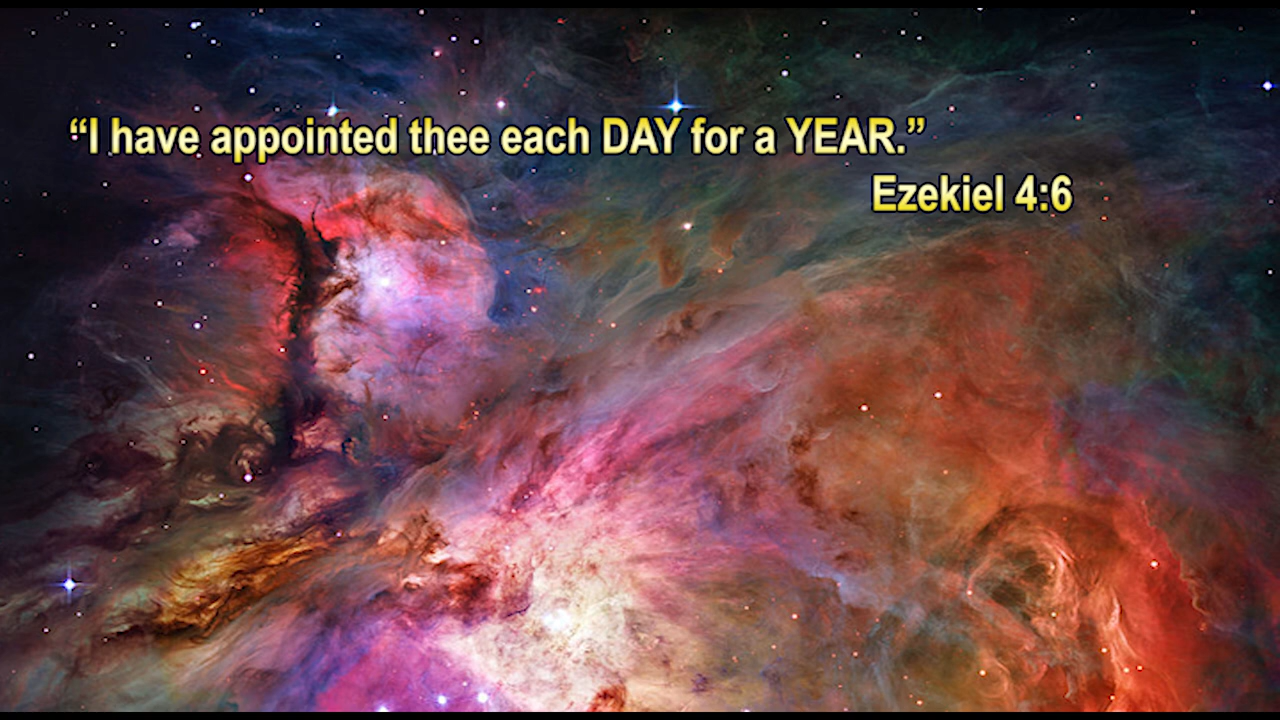 “I have appointed thee each DAY for a YEAR.”
Ezekiel 4:6